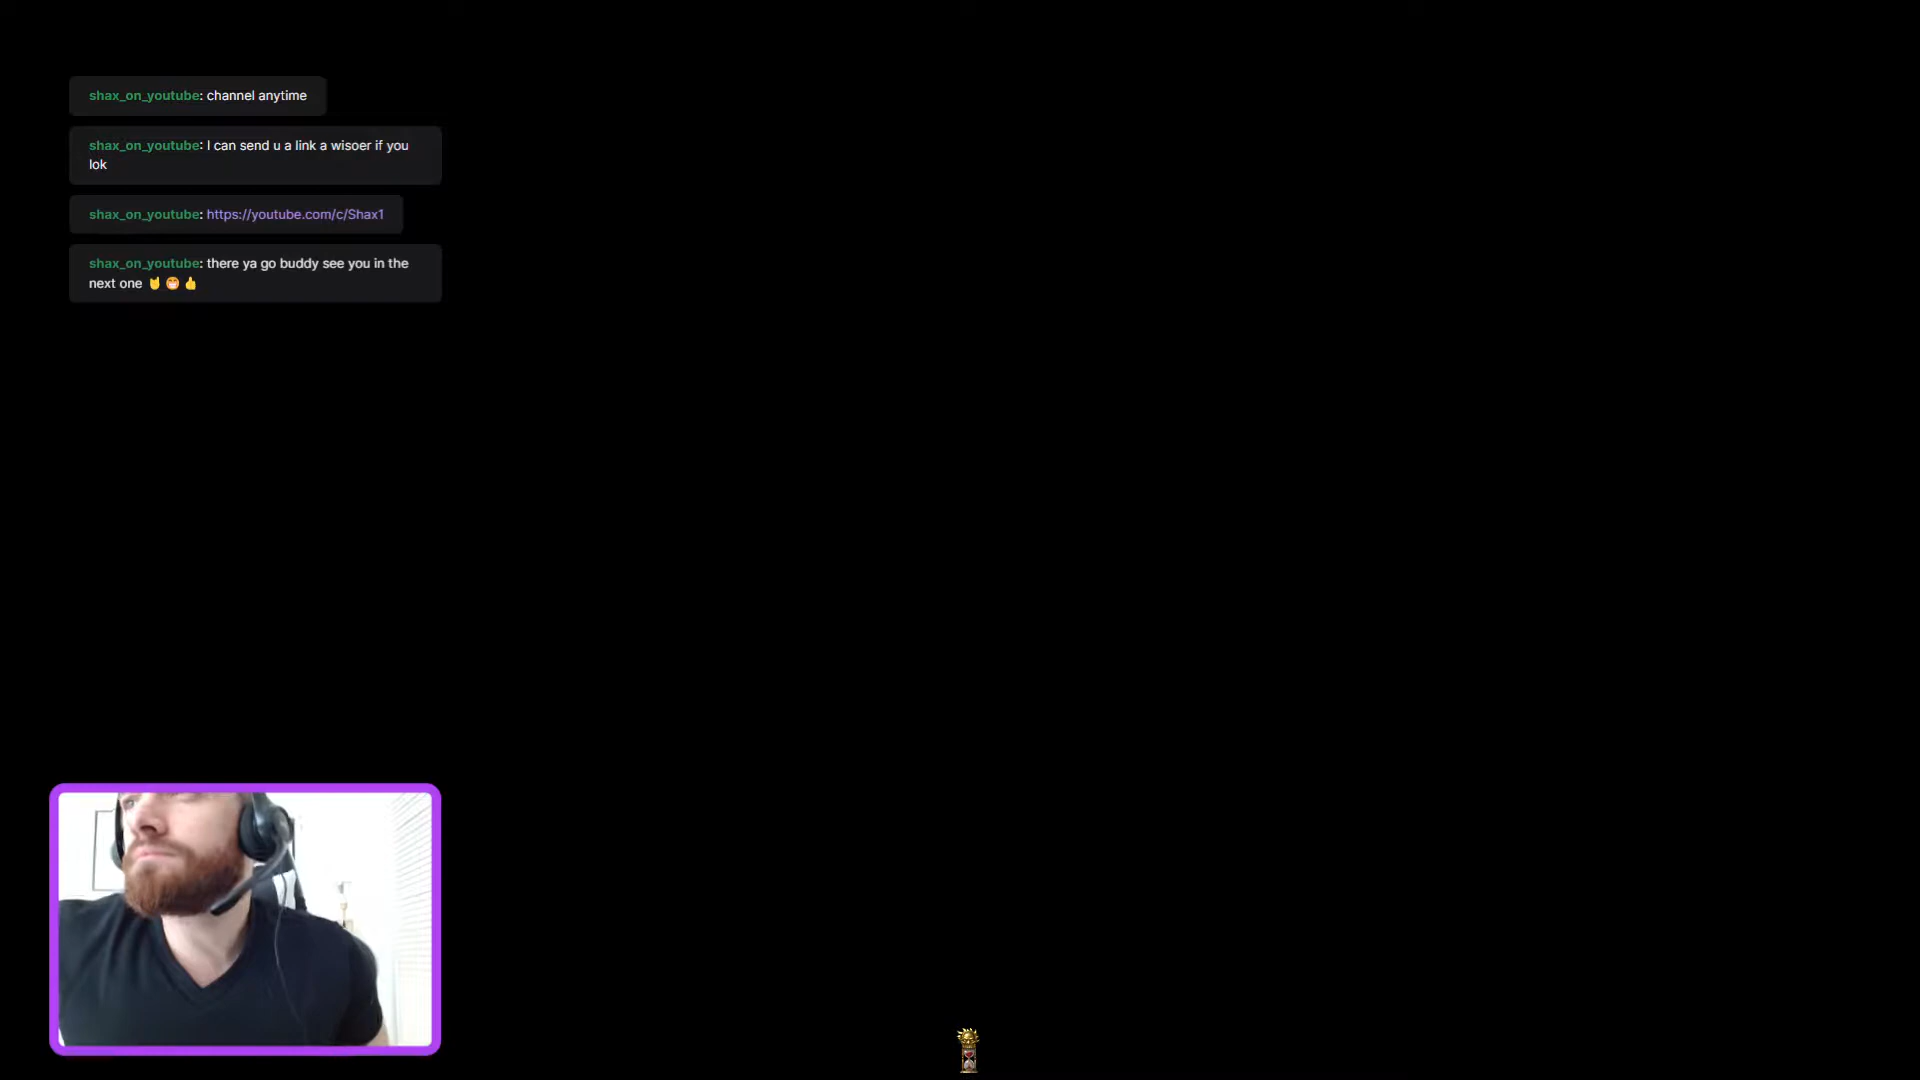 shax_on_youtube: channel anytime
shax_on_youtube: I can send u a link a wisoer if you
lok
shax_on_youtube: https://youtube.com/c/Shax1
shax_on_youtube: there ya go buddy see you in the
next one 🤘😁👍